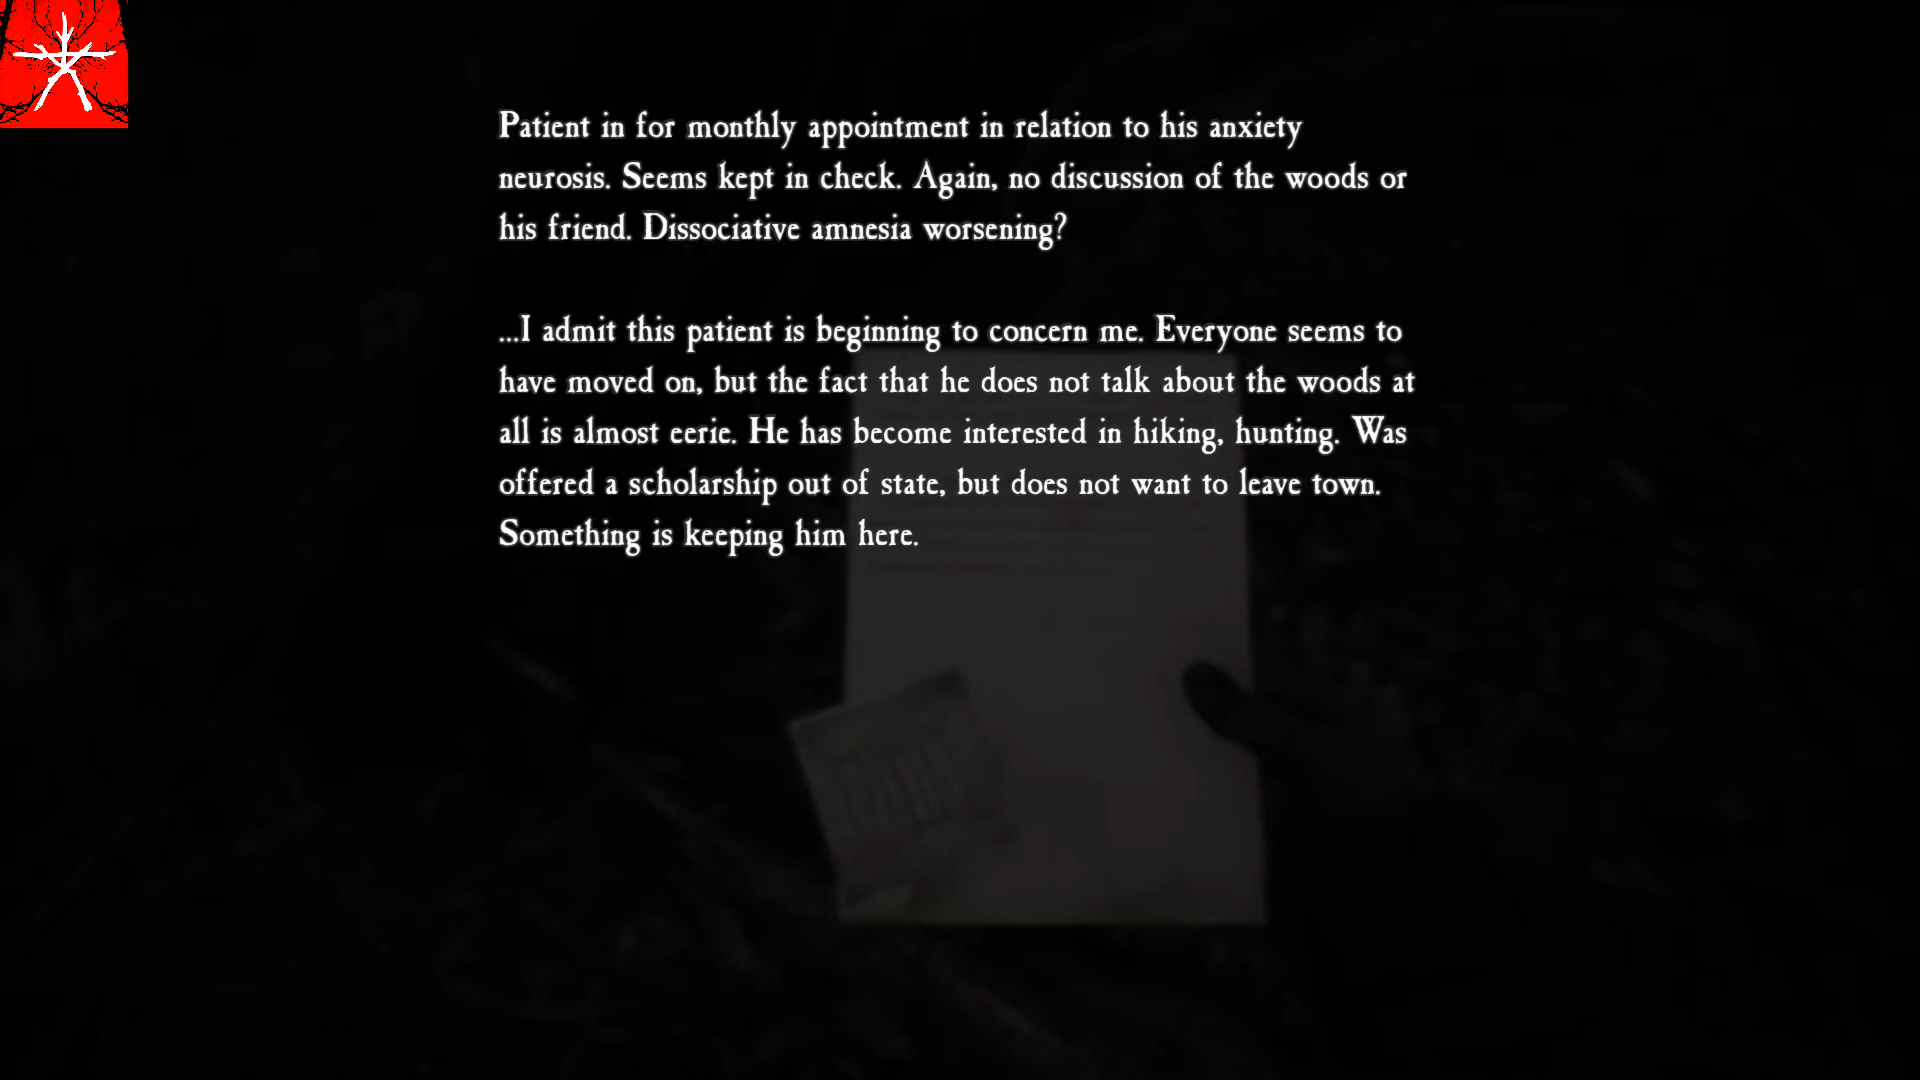 Patient in for monthly appointment in relation to his anxiety
neurosis. Seems kept in check. Again, no discussion of the woods or
his friend. Dissociative amnesia worsening?
...I admit this patient is beginning to concern me. Everyone seems to
have moved on, but the fact that he does not talk about the woods at
all is almost eerie. He has become interested in hiking, hunting. Was
offered a scholarship out of state, but does not want to leave town.
Something is keeping him here.